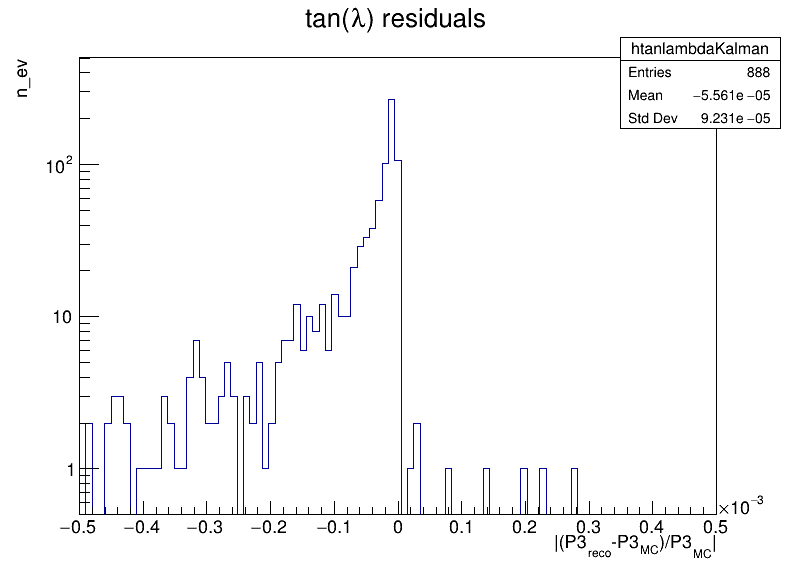 tan(λ) residuals
htanlambdaKalman
Entries 888
Mean −5.561e−05
Std Dev 9.231e−05
n_ev
10²
10
1
−0.5 −0.4 −0.3 −0.2 −0.1 0 0.1 0.2 0.3 0.4 0.5
×10⁻³
|(P3reco-P3MC)/P3MC|